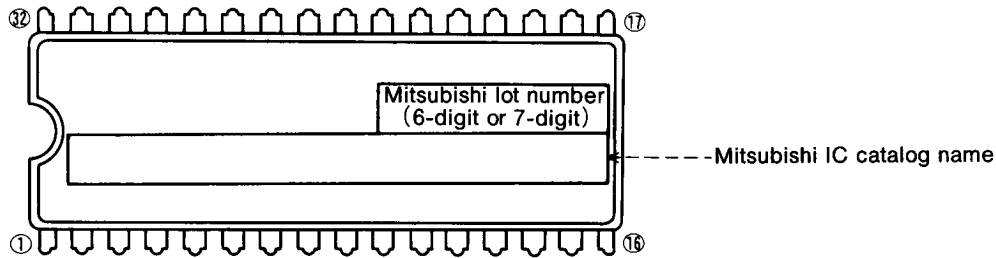 ㉜ ⑰
Mitsubishi lot number
(6-digit or 7-digit)
Mitsubishi IC catalog name
① ⑯